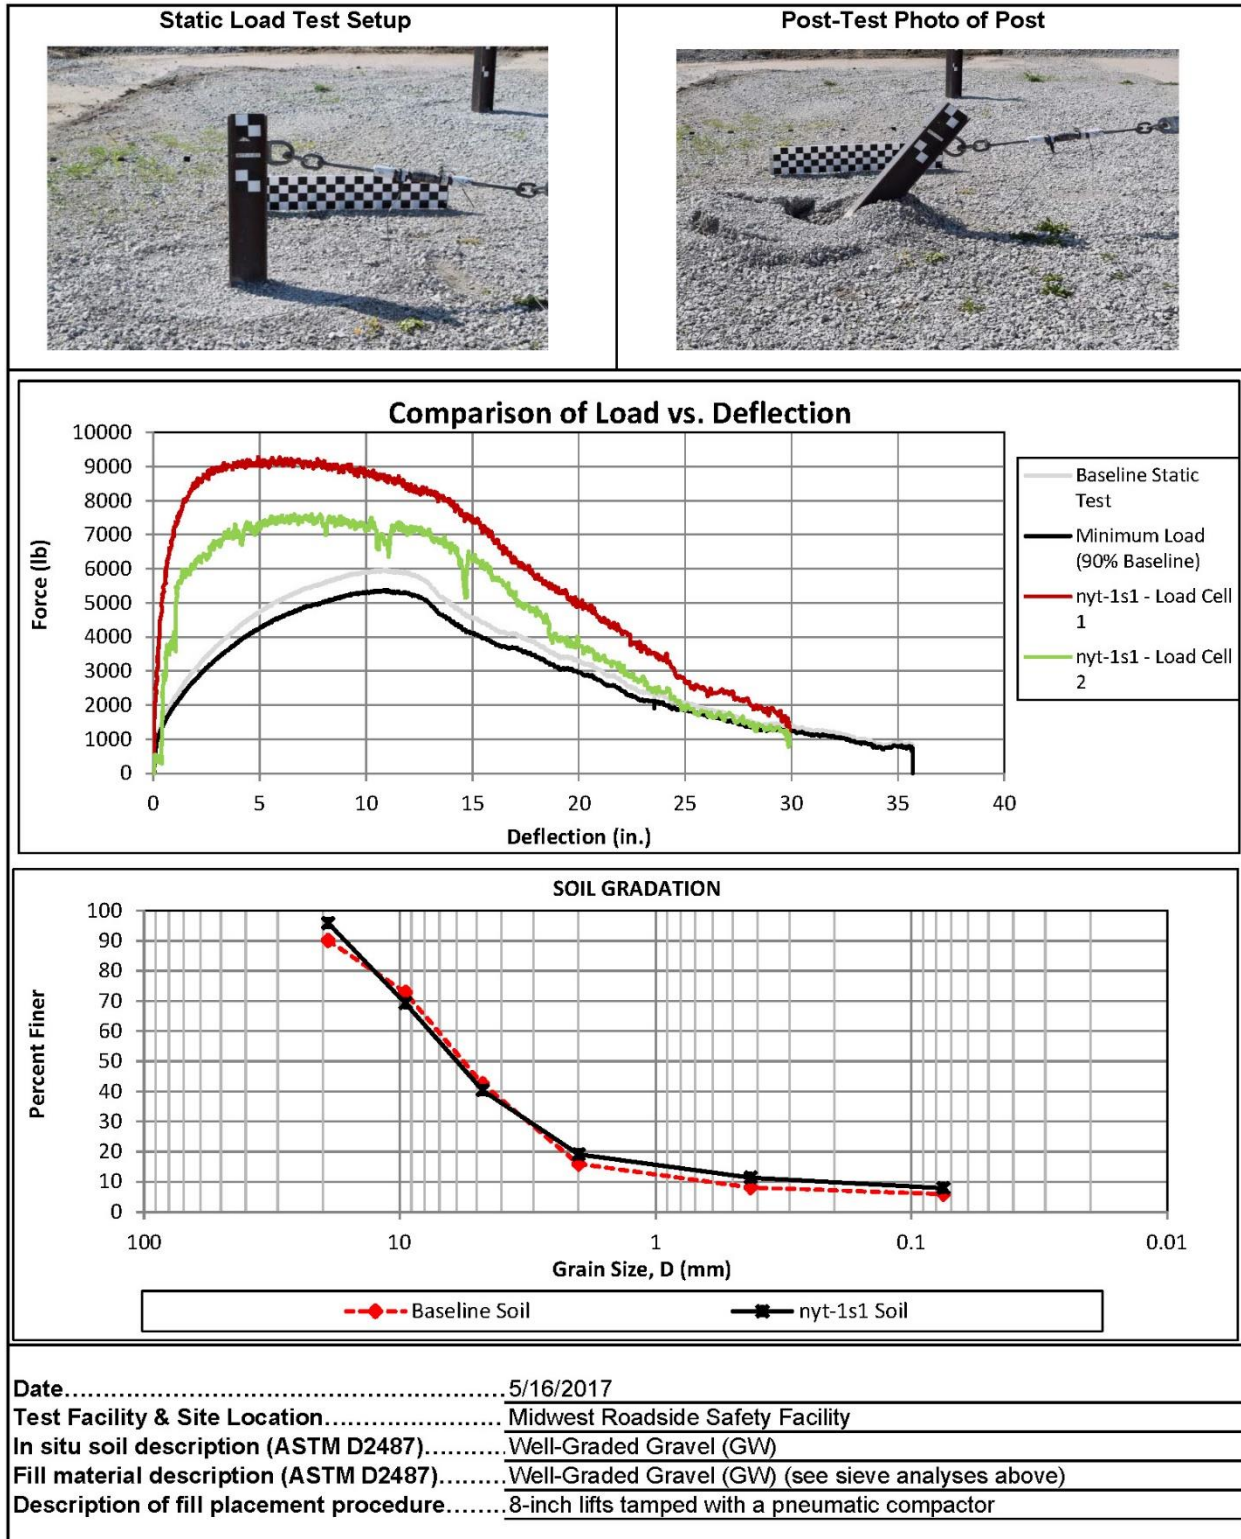 Static Load Test Setup
Post-Test Photo of Post
Comparison of Load vs. Deflection
10000
9000
8000
7000
6000
5000
4000
3000
2000
1000
0
Force (lb)
0 5 10 15 20 25 30 35 40
Deflection (in.)
Baseline Static
Test
Minimum Load
(90% Baseline)
nyt-1s1 - Load Cell
1
nyt-1s1 - Load Cell
2
SOIL GRADATION
100
90
80
70
60
50
40
30
20
10
0
Percent Finer
100 10 1 0.1 0.01
Grain Size, D (mm)
Baseline Soil nyt-1s1 Soil
Date.................................................... 5/16/2017
Test Facility & Site Location...................... Midwest Roadside Safety Facility
In situ soil description (ASTM D2487)........ Well-Graded Gravel (GW)
Fill material description (ASTM D2487)....... Well-Graded Gravel (GW) (see sieve analyses above)
Description of fill placement procedure....... 8-inch lifts tamped with a pneumatic compactor